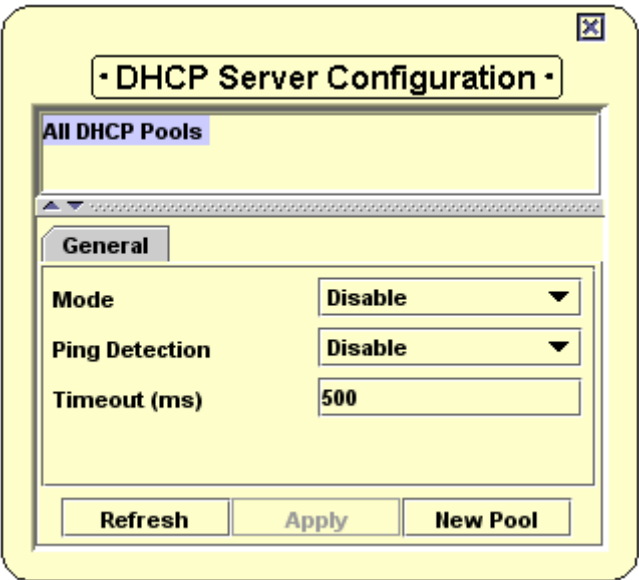 · DHCP Server Configuration ·
All DHCP Pools
General
Mode Disable
Ping Detection Disable
Timeout (ms) 500
Refresh Apply New Pool